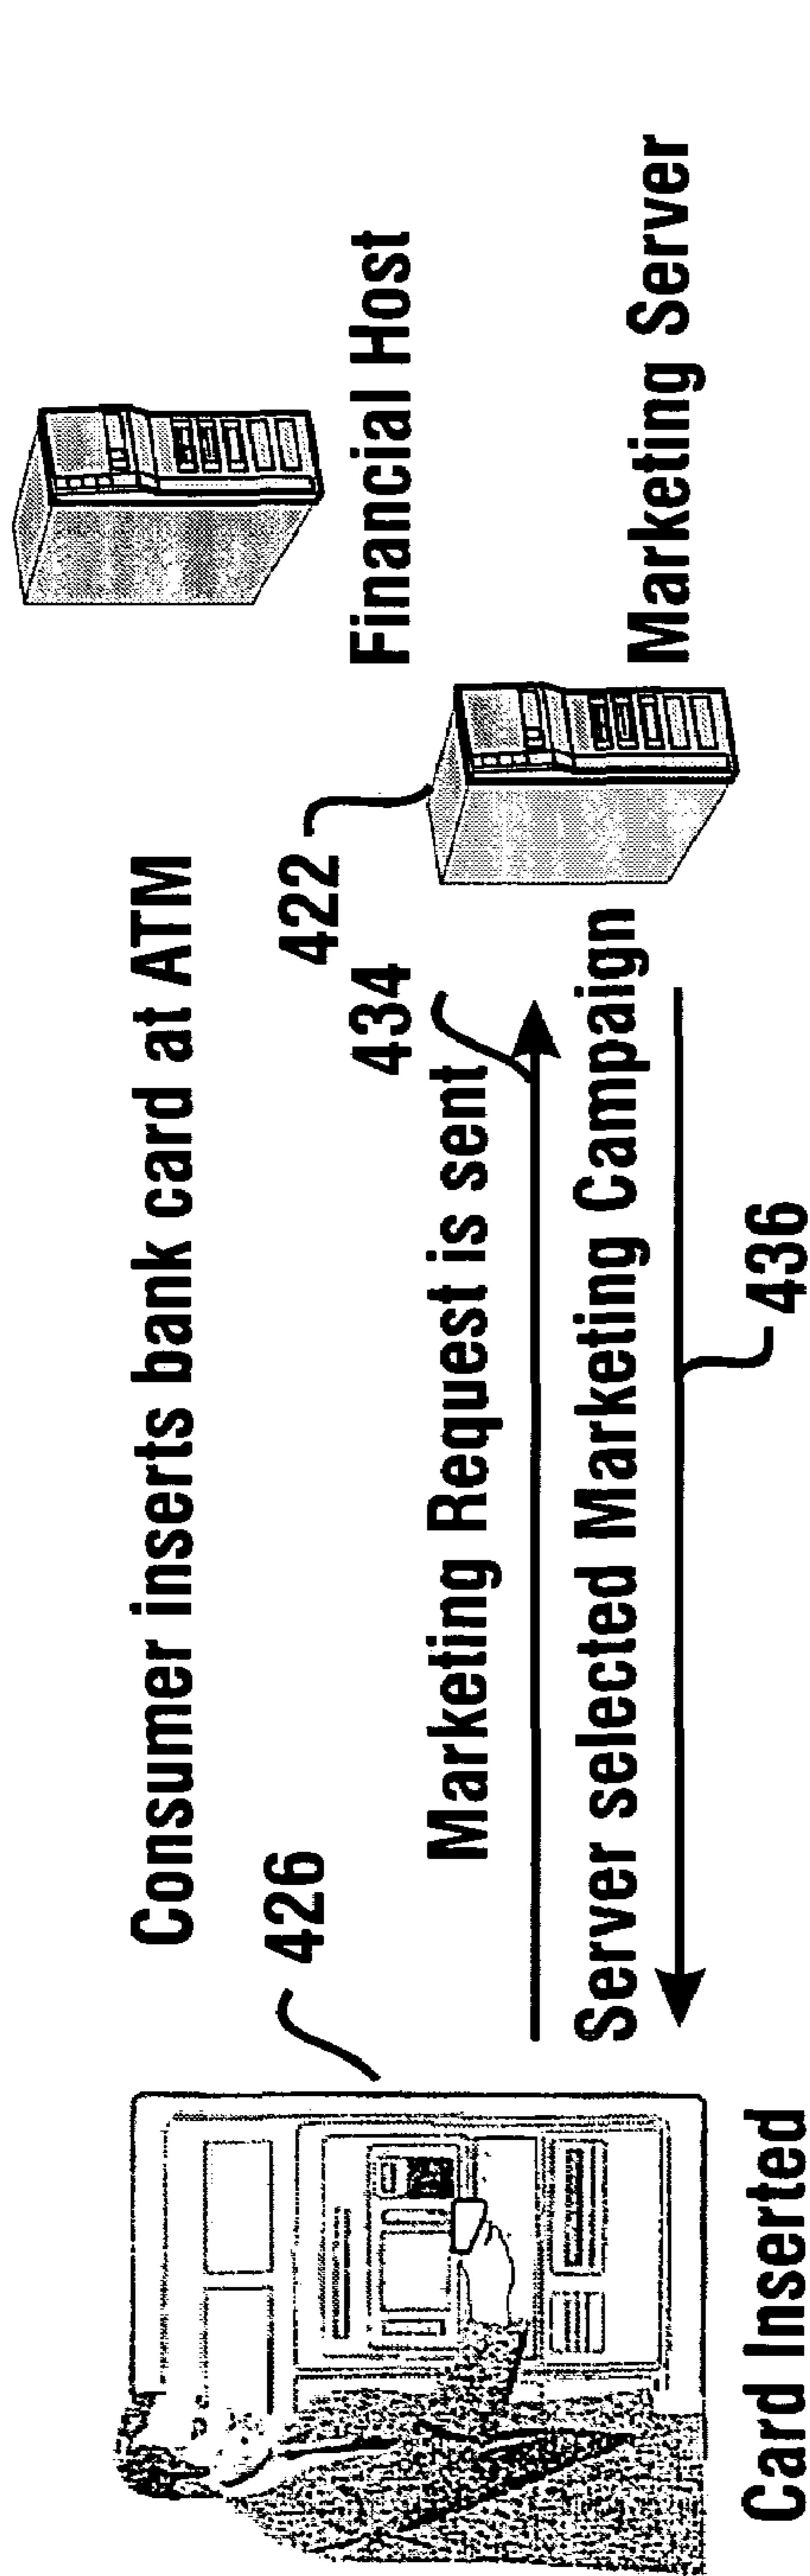 Consumer inserts bank card at ATM
426
422
Financial Host
434
Marketing Request is sent
Server selected Marketing Campaign
Marketing Server
436
Card Inserted